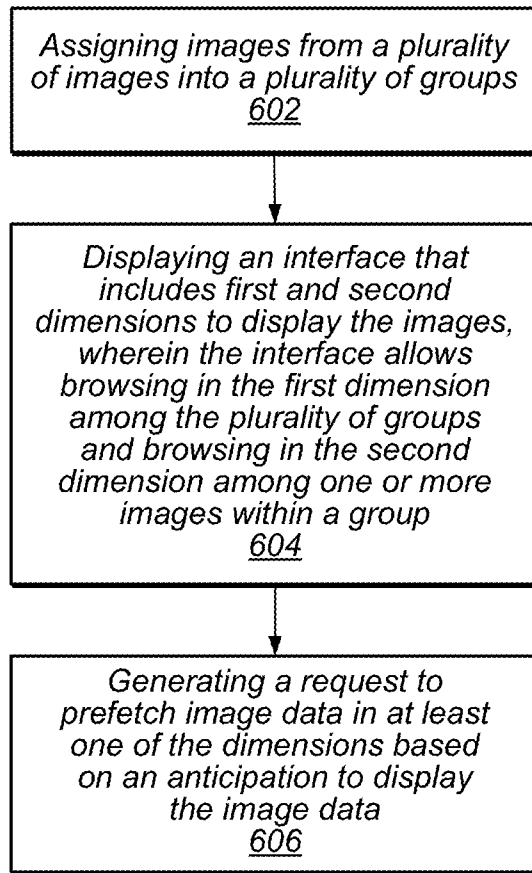 Assigning images from a plurality
of images into a plurality of groups
602
Displaying an interface that
includes first and second
dimensions to display the images,
wherein the interface allows
browsing in the first dimension
among the plurality of groups
and browsing in the second
dimension among one or more
images within a group
604
Generating a request to
prefetch image data in at least
one of the dimensions based
on an anticipation to display
the image data
606